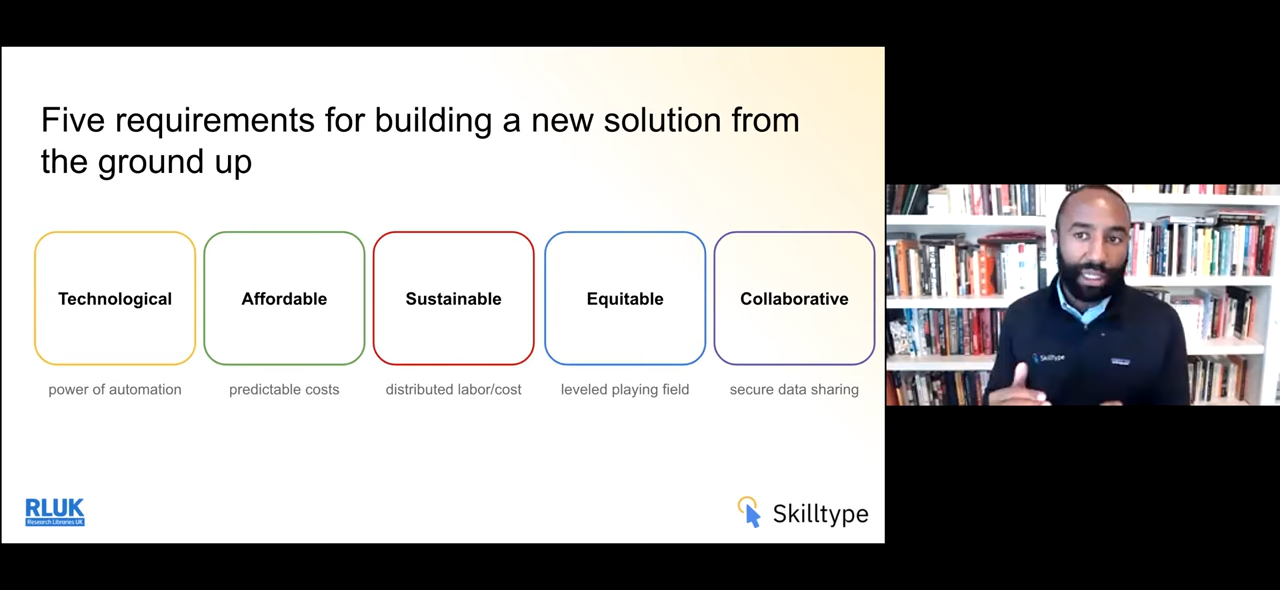 Five requirements for building a new solution from
the ground up
Technological
Affordable
Sustainable
Equitable
Collaborative
power of automation
predictable costs
distributed labor/cost
leveled playing field
secure data sharing
RLUK
Research Libraries UK
Skilltype
Skilltype